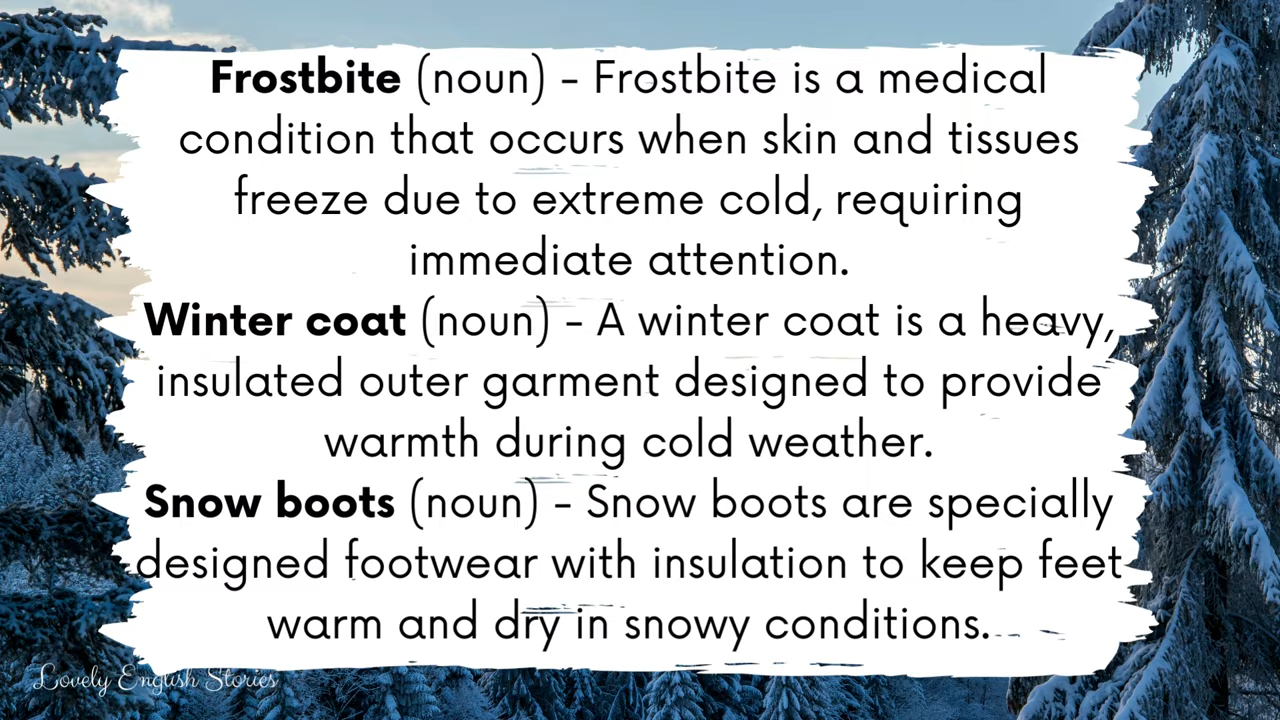 Frostbite (noun) - Frostbite is a medical
condition that occurs when skin and tissues
freeze due to extreme cold, requiring
immediate attention.
Winter coat (noun) - A winter coat is a heavy,
insulated outer garment designed to provide
warmth during cold weather.
Snow boots (noun) - Snow boots are specially
designed footwear with insulation to keep feet
warm and dry in snowy conditions.
Lovely English Stories